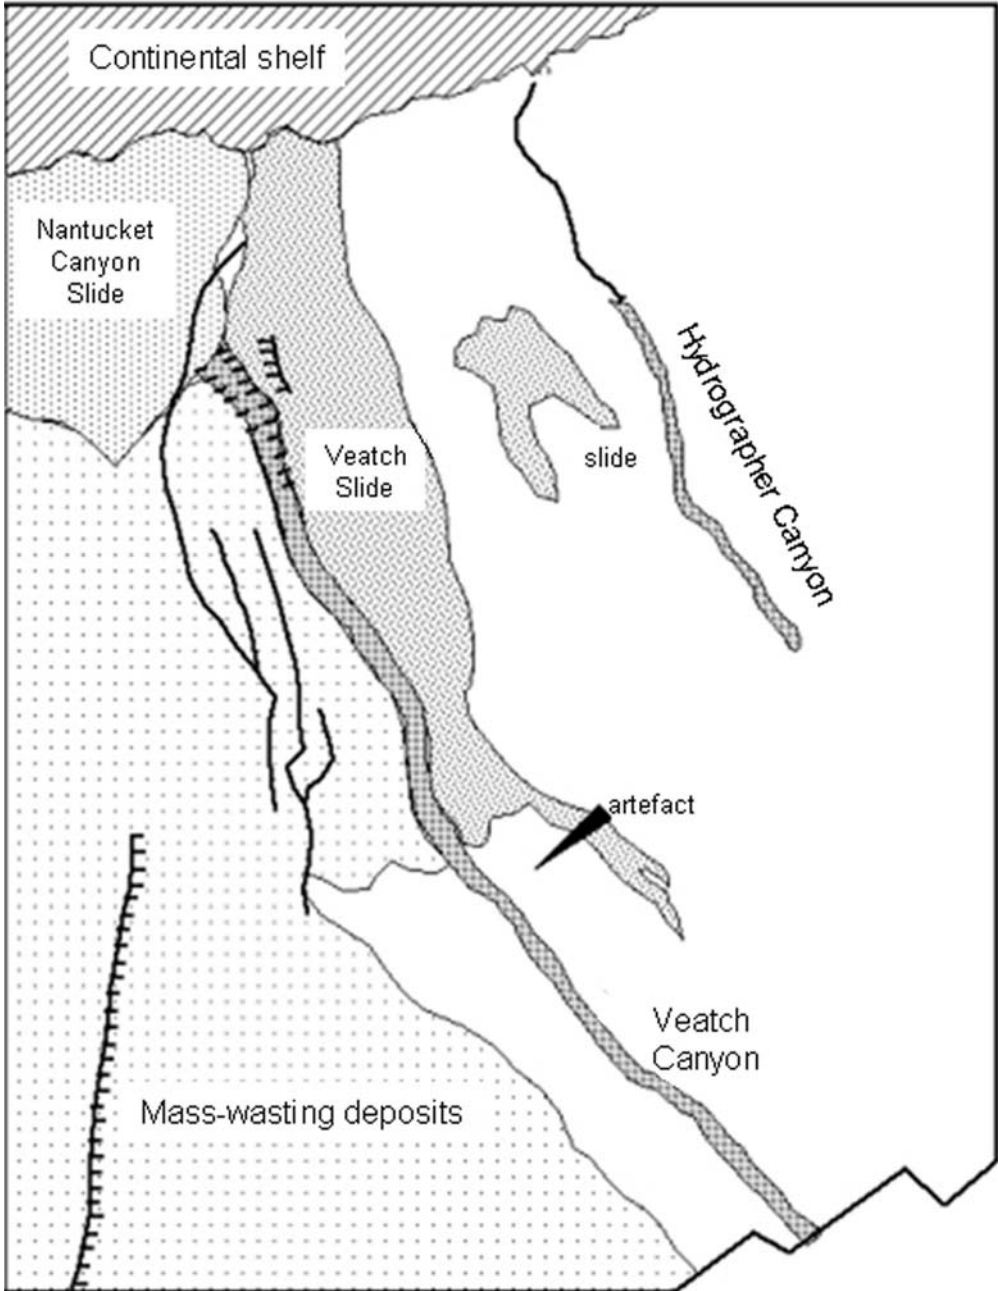 Continental shelf
Nantucket
Canyon
Slide
Hydrographer Canyon
Veatch
Slide
slide
artefact
Veatch
Canyon
Mass-wasting deposits